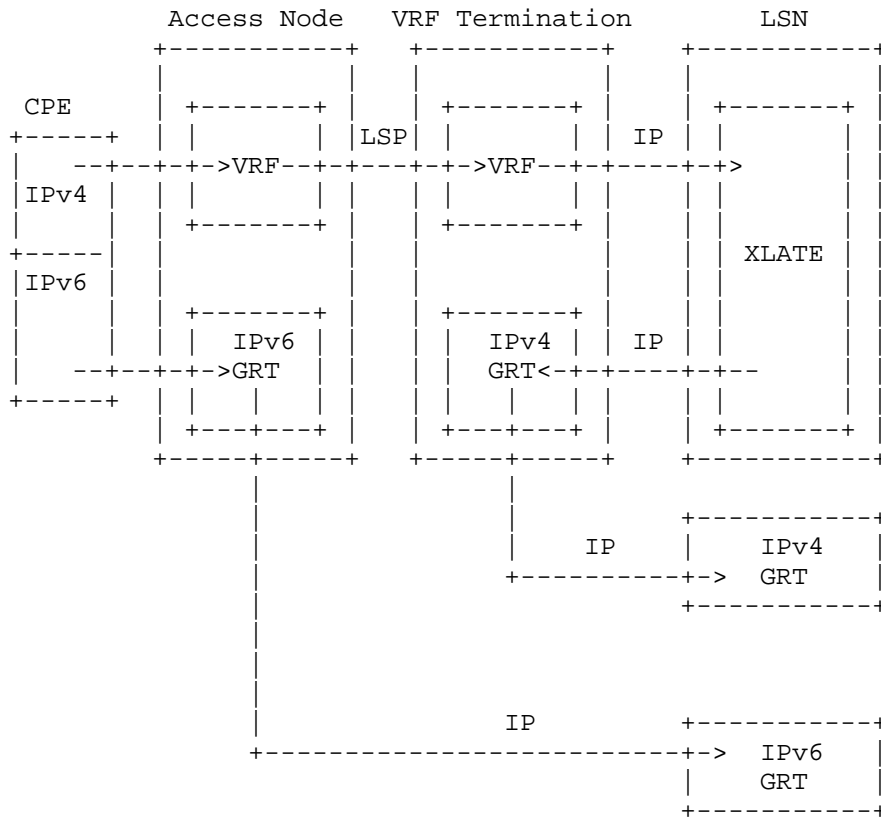 Access Node VRF Termination LSN
CPE
LSP IP
VRF VRF
IPv4
XLATE
IPv6
IPv6 IPv4 IP
GRT GRT
IP IPv4
GRT
IP
IPv6
GRT